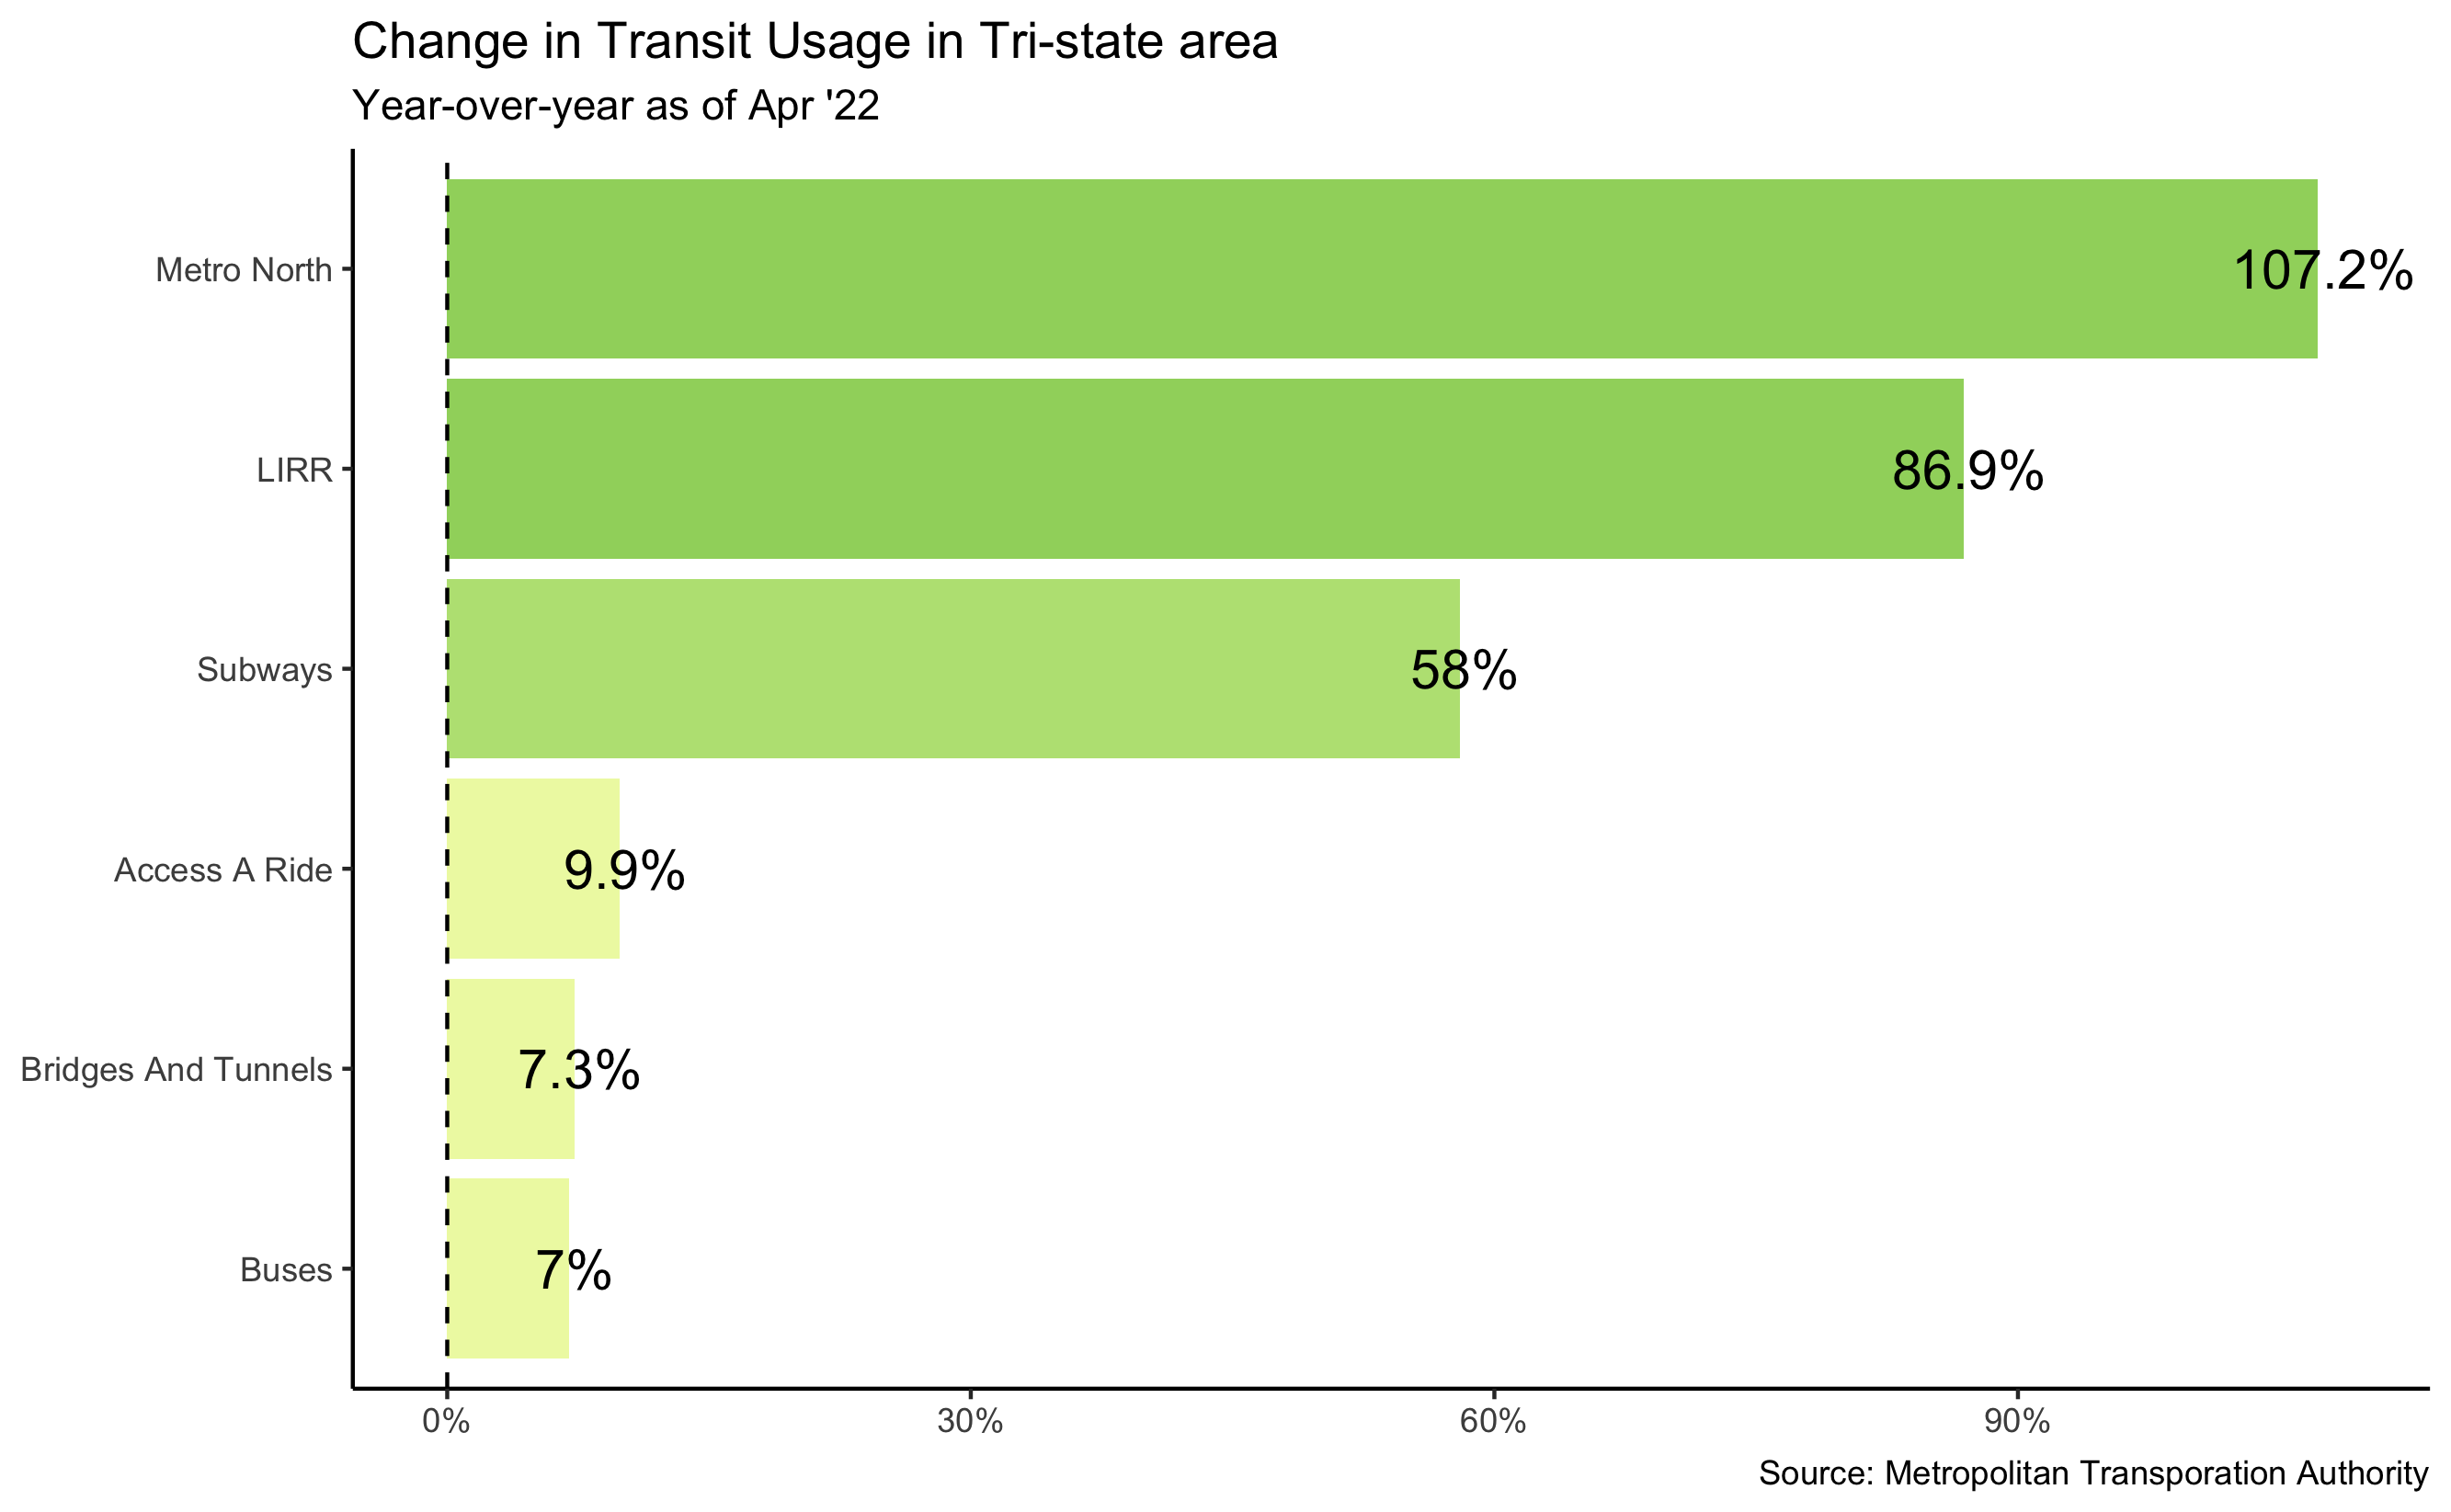 Change in Transit Usage in Tri-state area
Year-over-year as of Apr '22
Metro North
107.2%
LIRR
86.9%
Subways
58%
Access A Ride
9.9%
Bridges And Tunnels
7.3%
Buses
7%
0%
30%
60%
90%
Source: Metropolitan Transporation Authority